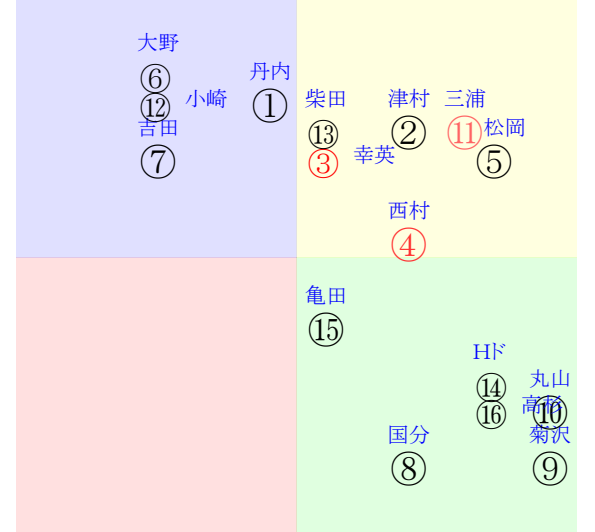 大野
⑥
⑫ 小崎
吉田
⑦
丹内
①
柴田
⑬
③ 幸英
津村
②
三浦
⑪
松岡
⑤
西村
④
亀田
⑮
Hド
⑭
⑯
丸山
高杉
⑩
国分
⑧
菊沢
⑨